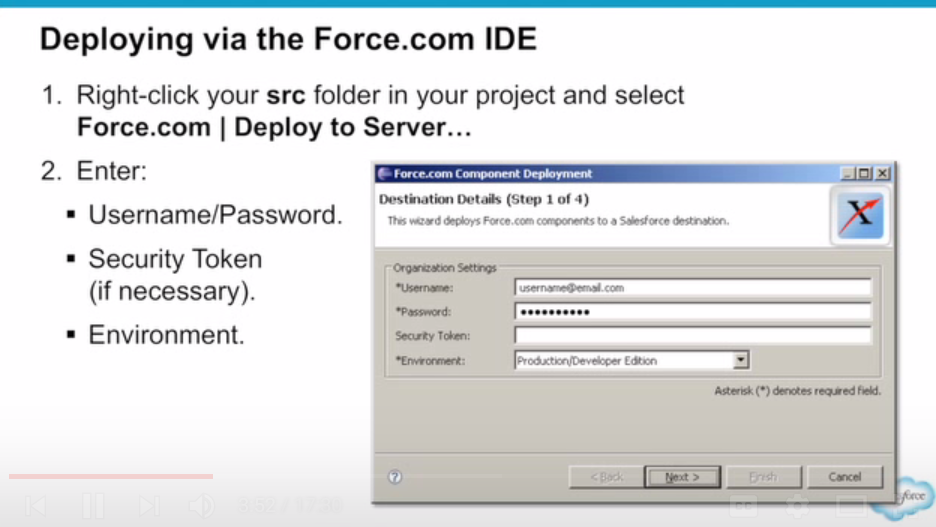 Deploying via the Force.com IDE
1. Right-click your src folder in your project and select
Force.com | Deploy to Server...
2. Enter:
▪ Username/Password.
▪ Security Token
(if necessary).
▪ Environment.
Force.com Component Deployment
Destination Details (Step 1 of 4)
This wizard deploys Force.com components to a Salesforce destination.
Organization Settings
*Username: username@email.com
*Password: ●●●●●●●●●●
Security Token:
*Environment: Production/Developer Edition
Asterisk (*) denotes required field.
< Back Next > Finish Cancel